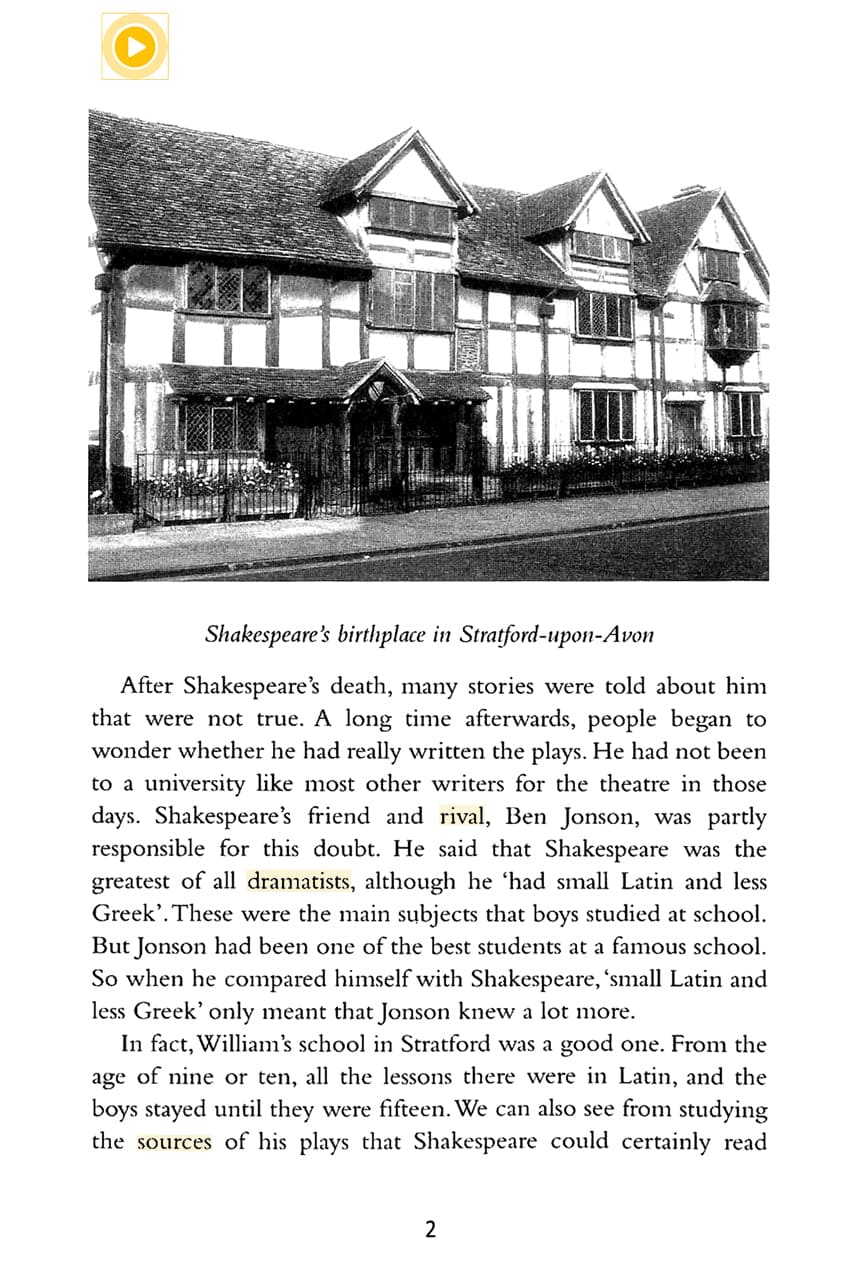 Shakespeare's birthplace in Stratford-upon-Avon
After Shakespeare's death, many stories were told about him
that were not true. A long time afterwards, people began to
wonder whether he had really written the plays. He had not been
to a university like most other writers for the theatre in those
days. Shakespeare's friend and rival, Ben Jonson, was partly
responsible for this doubt. He said that Shakespeare was the
greatest of all dramatists, although he ‘had small Latin and less
Greek’. These were the main subjects that boys studied at school.
But Jonson had been one of the best students at a famous school.
So when he compared himself with Shakespeare, ‘small Latin and
less Greek’ only meant that Jonson knew a lot more.
In fact, William's school in Stratford was a good one. From the
age of nine or ten, all the lessons there were in Latin, and the
boys stayed until they were fifteen. We can also see from studying
the sources of his plays that Shakespeare could certainly read
2